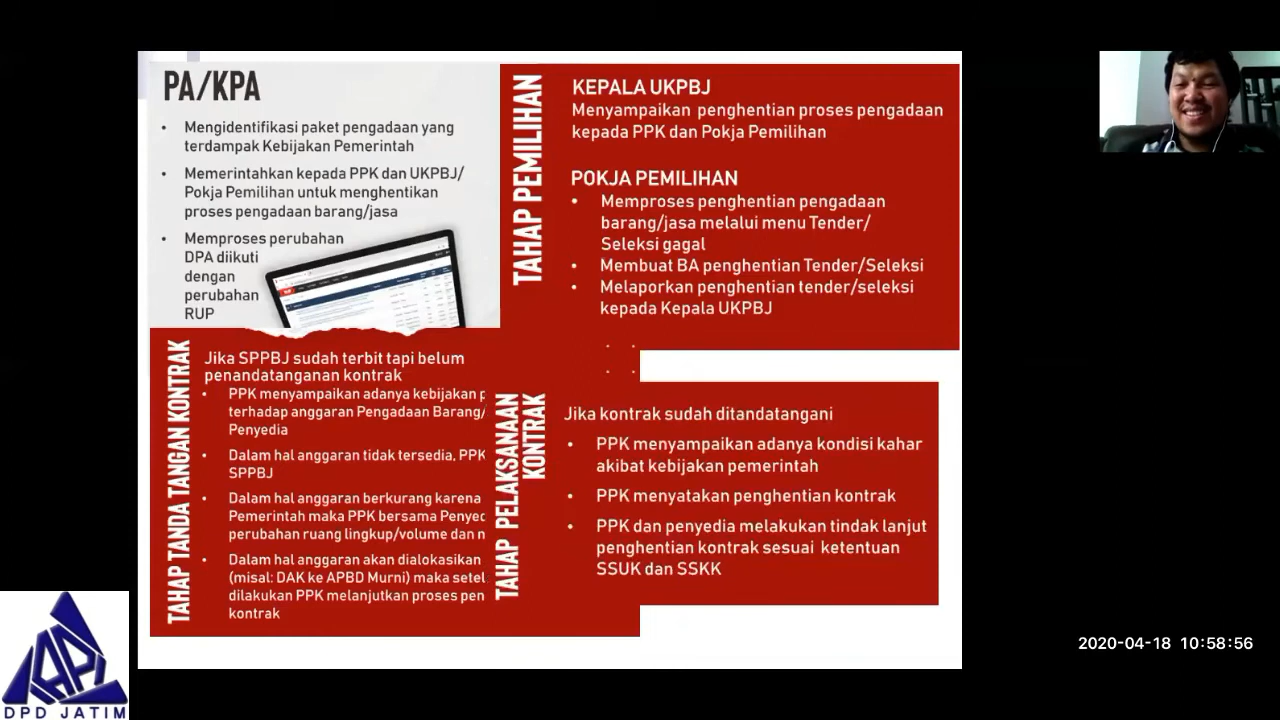 PA/KPA
• Mengidentifikasi paket pengadaan yang
terdampak Kebijakan Pemerintah
• Memerintahkan kepada PPK dan UKPBJ/
Pokja Pemilihan untuk menghentikan
proses pengadaan barang/jasa
• Memproses perubahan
DPA diikuti
dengan
perubahan
RUP
TAHAP PEMILIHAN
KEPALA UKPBJ
Menyampaikan penghentian proses pengadaan
kepada PPK dan Pokja Pemilihan
POKJA PEMILIHAN
• Memproses penghentian pengadaan
barang/jasa melalui menu Tender/
Seleksi gagal
• Membuat BA penghentian Tender/Seleksi
• Melaporkan penghentian tender/seleksi
kepada Kepala UKPBJ
TAHAP TANDA TANGAN KONTRAK
Jika SPPBJ sudah terbit tapi belum
penandatanganan kontrak
• PPK menyampaikan adanya kebijakan p
terhadap anggaran Pengadaan Barang/
Penyedia
• Dalam hal anggaran tidak tersedia, PPK
SPPBJ
• Dalam hal anggaran berkurang karena
Pemerintah maka PPK bersama Penyec
perubahan ruang lingkup/volume dan n
• Dalam hal anggaran akan dialokasikan
(misal: DAK ke APBD Murni) maka setel
dilakukan PPK melanjutkan proses pen
kontrak
TAHAP PELAKSANAAN
KONTRAK
Jika kontrak sudah ditandatangani
• PPK menyampaikan adanya kondisi kahar
akibat kebijakan pemerintah
• PPK menyatakan penghentian kontrak
• PPK dan penyedia melakukan tindak lanjut
penghentian kontrak sesuai ketentuan
SSUK dan SSKK
2020-04-18 10:58:56
DPD JATIM